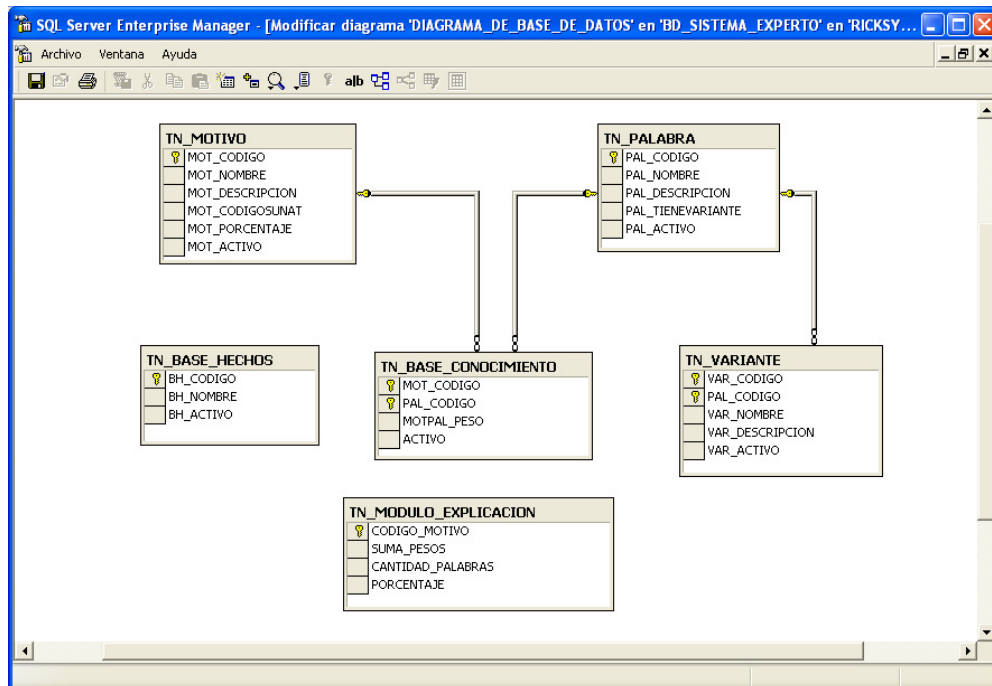 SQL Server Enterprise Manager - [Modificar diagrama 'DIAGRAMA_DE_BASE_DE_DATOS' en 'BD_SISTEMA_EXPERTO' en 'RICKSY...
Archivo Ventana Ayuda
ab
TN_MOTIVO
MOT_CODIGO
MOT_NOMBRE
MOT_DESCRIPCION
MOT_CODIGOSUNAT
MOT_PORCENTAJE
MOT_ACTIVO
TN_PALABRA
PAL_CODIGO
PAL_NOMBRE
PAL_DESCRIPCION
PAL_TIENEVARIANTE
PAL_ACTIVO
TN_BASE_HECHOS
BH_CODIGO
BH_NOMBRE
BH_ACTIVO
TN_BASE_CONOCIMIENTO
MOT_CODIGO
PAL_CODIGO
MOTPAL_PESO
ACTIVO
TN_VARIANTE
VAR_CODIGO
PAL_CODIGO
VAR_NOMBRE
VAR_DESCRIPCION
VAR_ACTIVO
TN_MODULO_EXPLICACION
CODIGO_MOTIVO
SUMA_PESOS
CANTIDAD_PALABRAS
PORCENTAJE